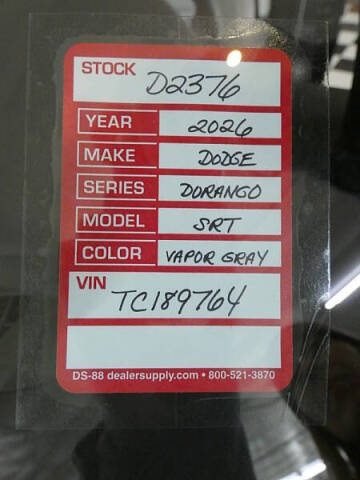 STOCK
D2376
YEAR 2026
MAKE DODGE
SERIES DORANGO
MODEL SRT
COLOR VAPOR GRAY
VIN
TC189764
DS-88 dealersupply.com • 800-521-3870